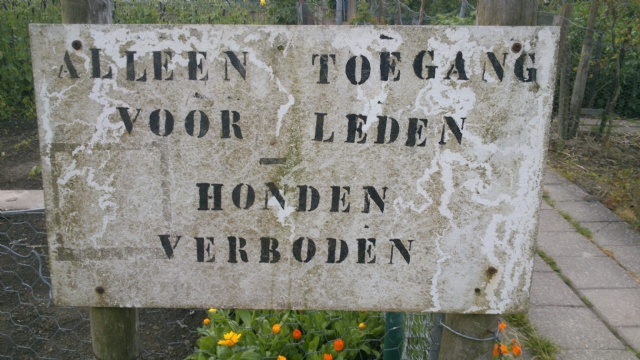 ALLEEN TOEGANG
VOOR LEDEN
HONDEN
VERBODEN